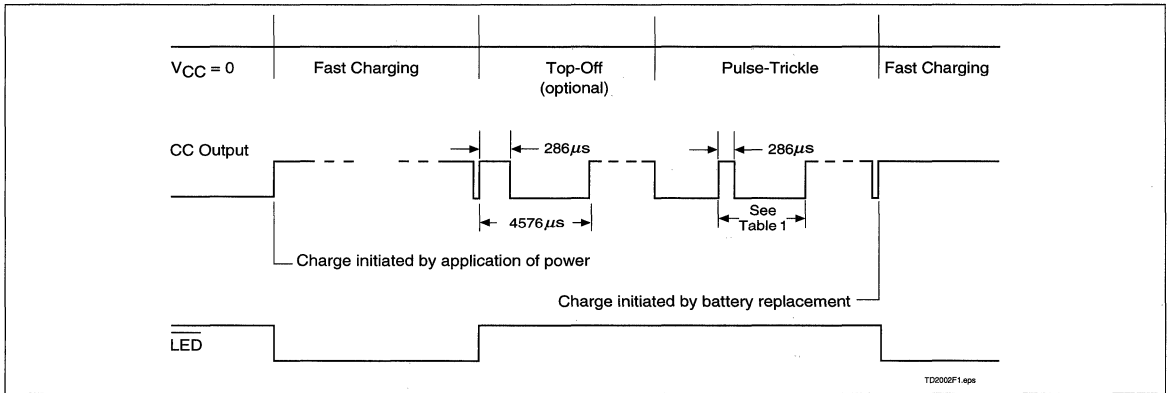 V_CC = 0
Fast Charging
Top-Off
(optional)
Pulse-Trickle
Fast Charging
CC Output
286μs
286μs
4576μs
See
Table 1
Charge initiated by application of power
Charge initiated by battery replacement
LED
TD2002F1.eps